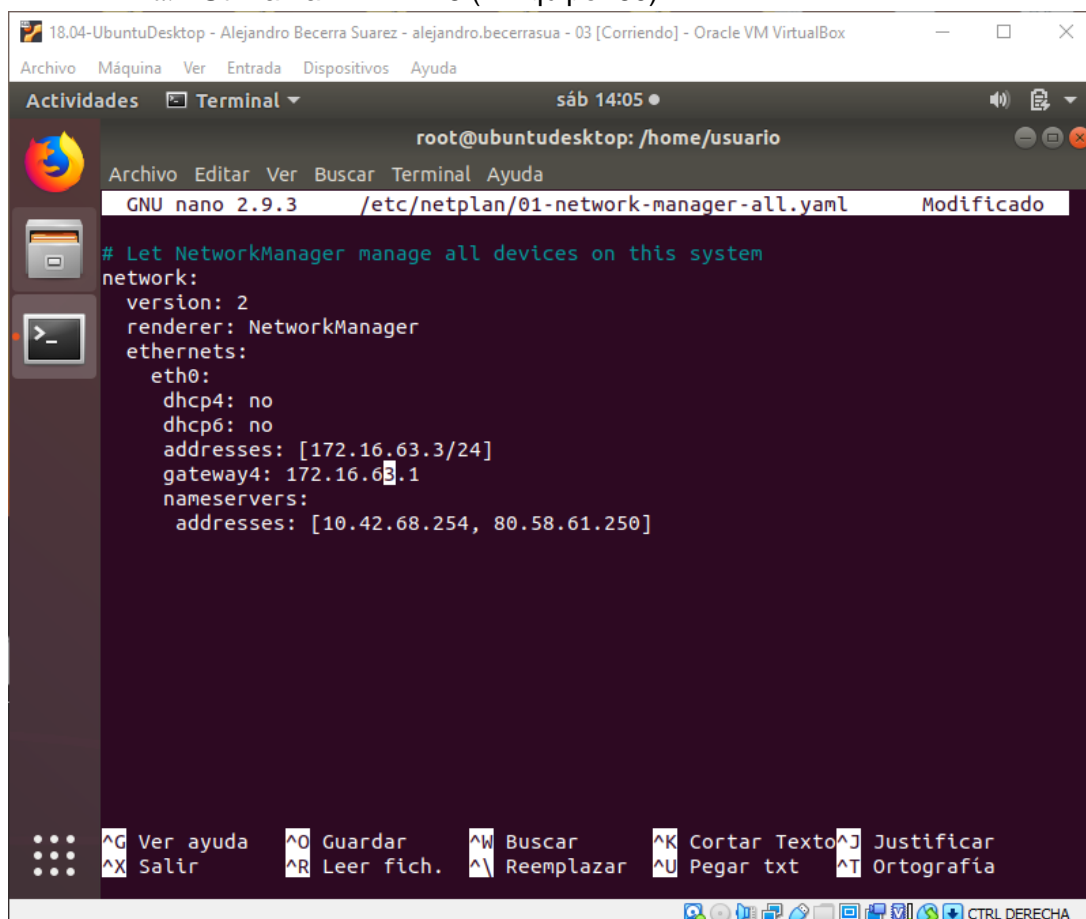 18.04-UbuntuDesktop - Alejandro Becerra Suarez - alejandro.becerrasua - 03 [Corriendo] - Oracle VM VirtualBox
Archivo Máquina Ver Entrada Dispositivos Ayuda
Actividades Terminal sáb 14:05
root@ubuntudesktop: /home/usuario
Archivo Editar Ver Buscar Terminal Ayuda
GNU nano 2.9.3 /etc/netplan/01-network-manager-all.yaml Modificado
# Let NetworkManager manage all devices on this system
network:
  version: 2
  renderer: NetworkManager
  ethernets:
    eth0:
     dhcp4: no
     dhcp6: no
     addresses: [172.16.63.3/24]
     gateway4: 172.16.63.1
     nameservers:
      addresses: [10.42.68.254, 80.58.61.250]
^G Ver ayuda ^O Guardar ^W Buscar ^K Cortar Texto ^J Justificar
^X Salir ^R Leer fich. ^\ Reemplazar ^U Pegar txt ^T Ortografía
CTRL DERECHA